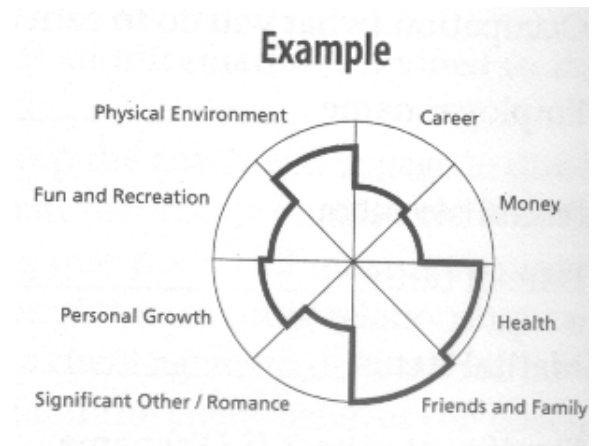 Example
Physical Environment
Career
Fun and Recreation
Money
Personal Growth
Health
Significant Other / Romance
Friends and Family